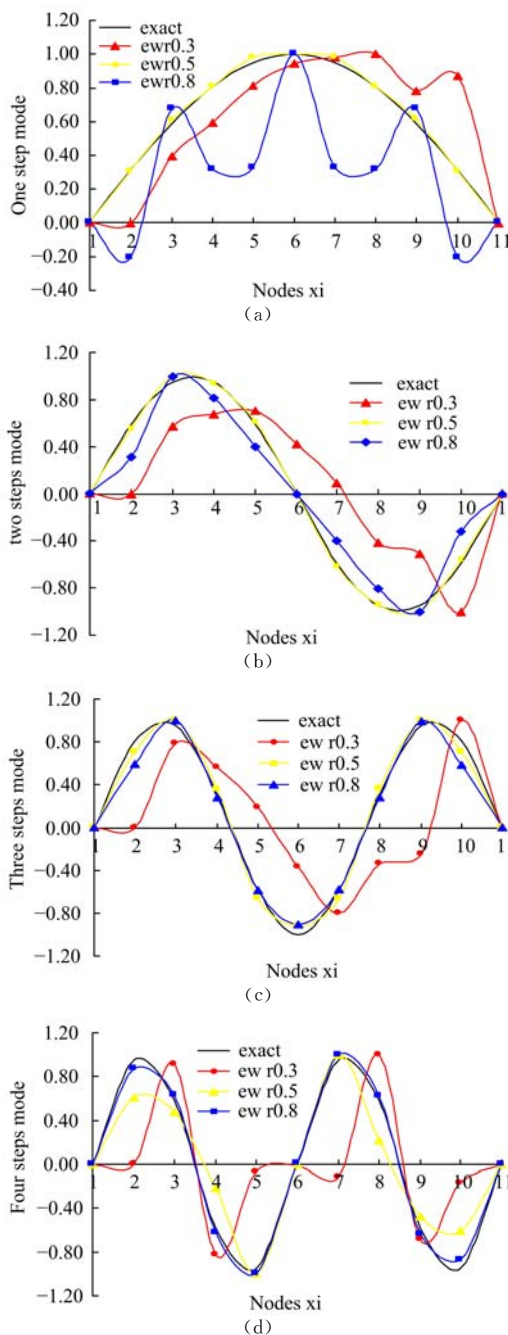 One step mode
1.20
1.00
0.80
0.60
0.40
0.20
0.00
−0.20
−0.40
exact
ewr0.3
ewr0.5
ewr0.8
1 2 3 4 5 6 7 8 9 10 11
Nodes xi
(a)
two steps mode
1.20
0.80
0.40
0.00
−0.40
−0.80
−1.20
exact
ew r0.3
ew r0.5
ew r0.8
1 2 3 4 5 6 7 8 9 10 1
Nodes xi
(b)
Three steps mode
1.20
0.80
0.40
0.00
−0.40
−0.80
−1.20
exact
ew r0.3
ew r0.5
ew r0.8
1 2 3 4 5 6 7 8 9 10 1
Nodes xi
(c)
Four steps mode
1.20
0.80
0.40
0.00
−0.40
−0.80
−1.20
exact
ew r0.3
ew r0.5
ew r0.8
1 2 3 4 5 6 7 8 9 10 11
Nodes xi
(d)